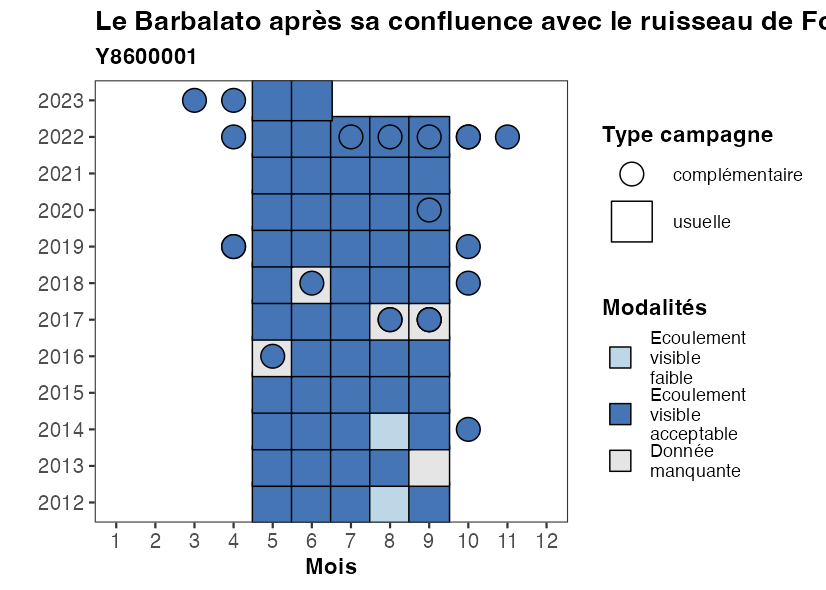 Le Barbalato après sa confluence avec le ruisseau de Fo
Y8600001
2023
2022
2021
2020
2019
2018
2017
2016
2015
2014
2013
2012
1 2 3 4 5 6 7 8 9 10 11 12
Mois
Type campagne
complémentaire
usuelle
Modalités
Ecoulement
visible
faible
Ecoulement
visible
acceptable
Donnée
manquante